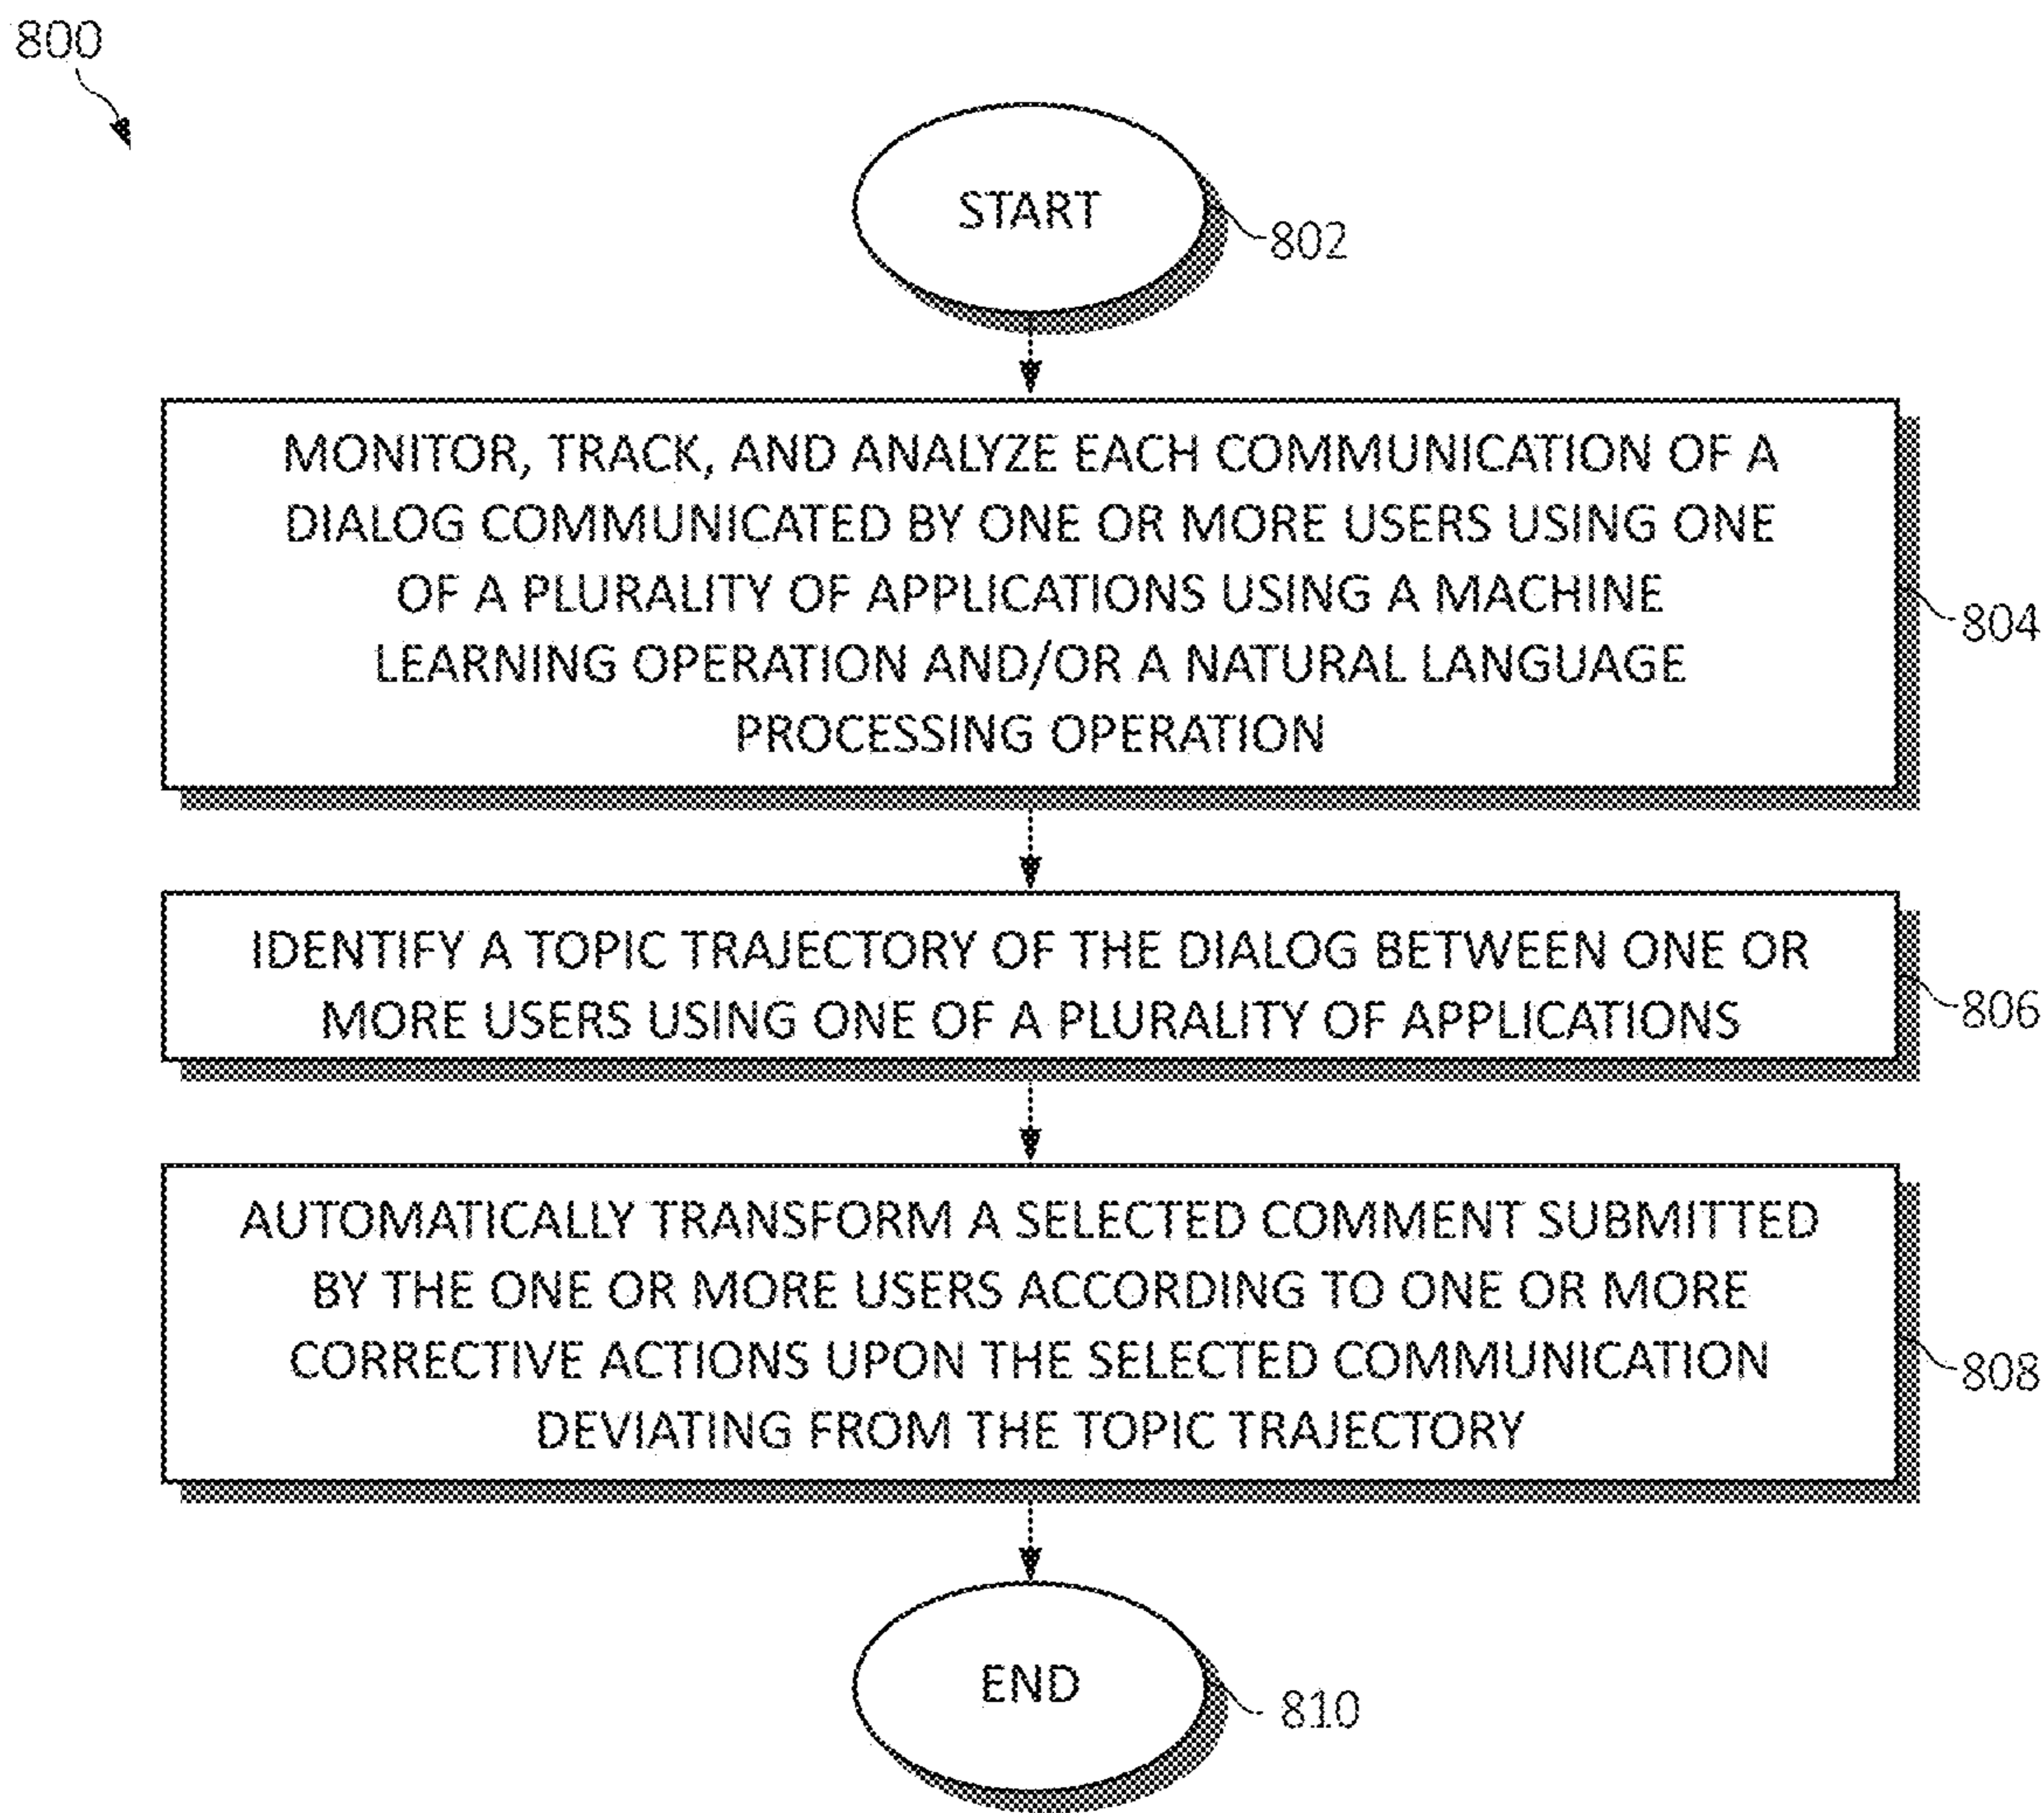 800
START
802
MONITOR, TRACK, AND ANALYZE EACH COMMUNICATION OF A
DIALOG COMMUNICATED BY ONE OR MORE USERS USING ONE
OF A PLURALITY OF APPLICATIONS USING A MACHINE
LEARNING OPERATION AND/OR A NATURAL LANGUAGE
PROCESSING OPERATION
804
IDENTIFY A TOPIC TRAJECTORY OF THE DIALOG BETWEEN ONE OR
MORE USERS USING ONE OF A PLURALITY OF APPLICATIONS
806
AUTOMATICALLY TRANSFORM A SELECTED COMMENT SUBMITTED
BY THE ONE OR MORE USERS ACCORDING TO ONE OR MORE
CORRECTIVE ACTIONS UPON THE SELECTED COMMUNICATION
DEVIATING FROM THE TOPIC TRAJECTORY
808
END
810